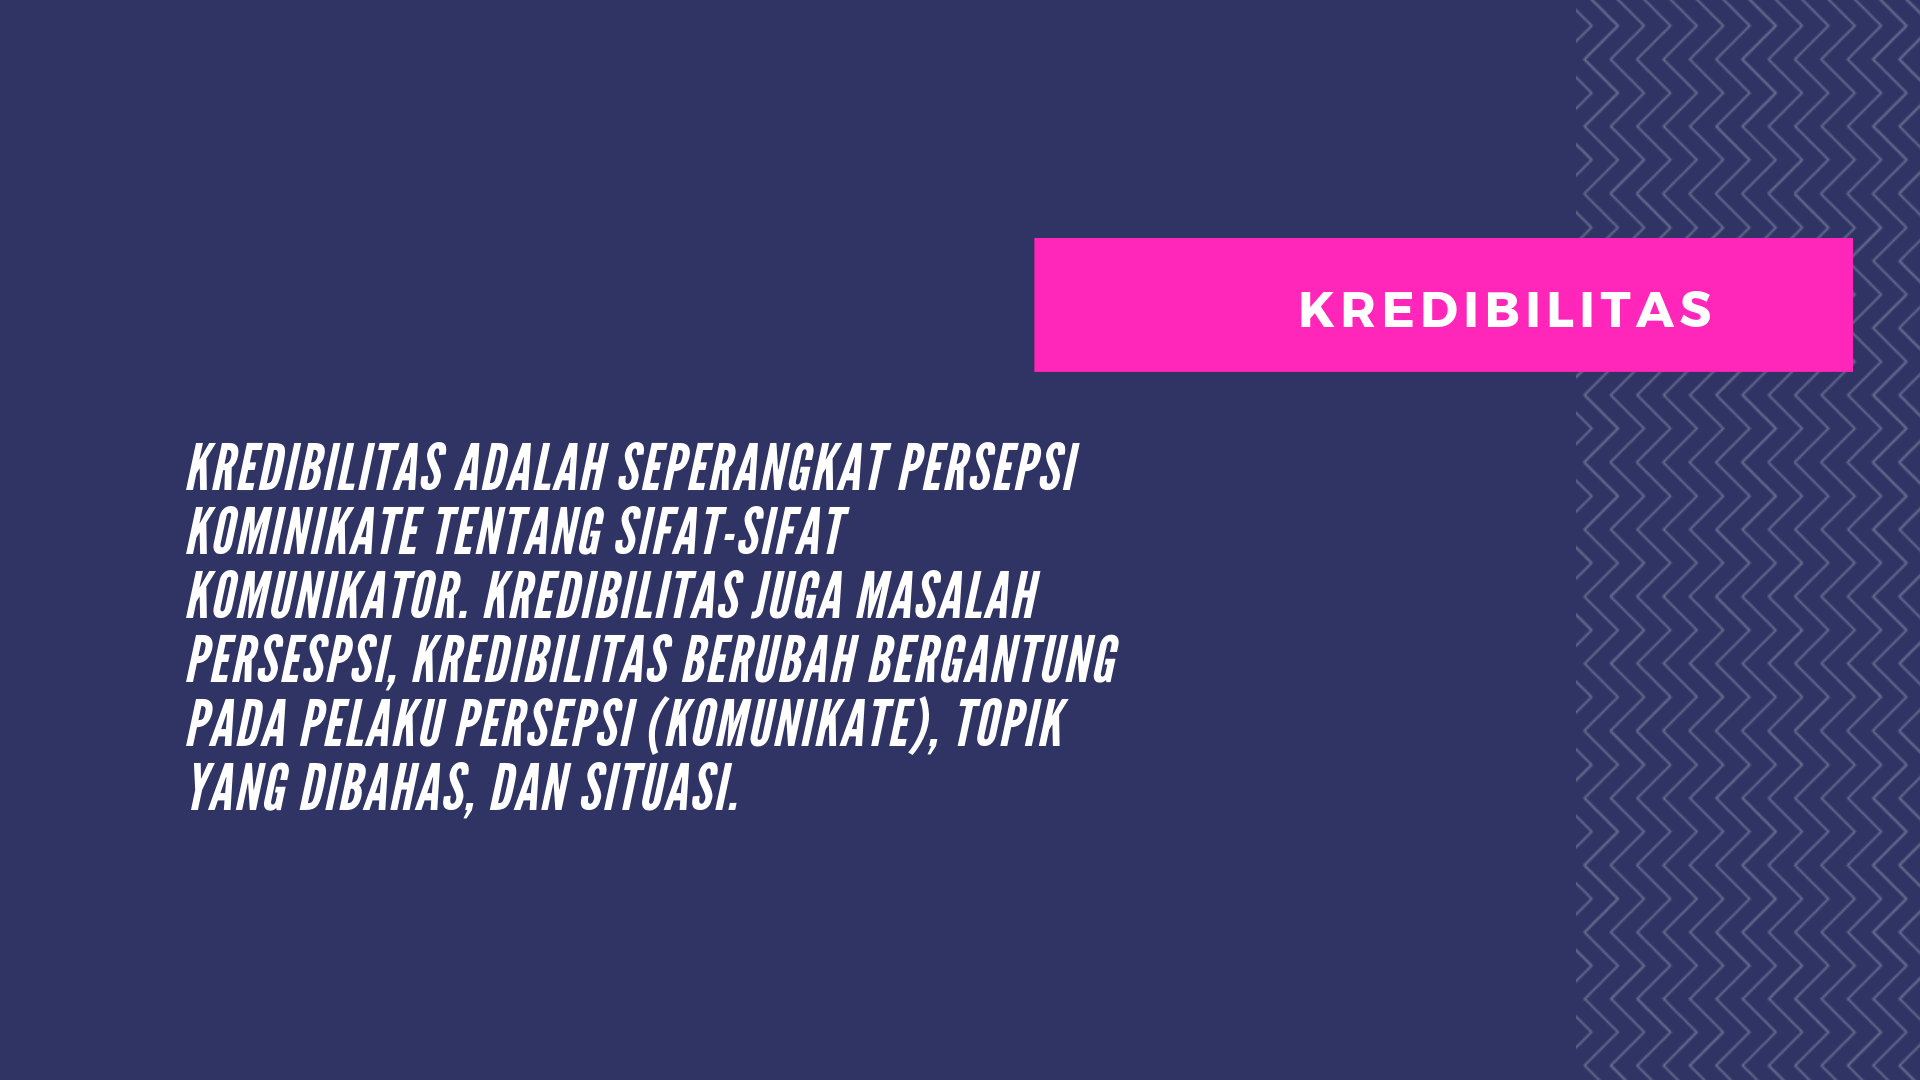 KREDIBILITAS
KREDIBILITAS ADALAH SEPERANGKAT PERSEPSI
KOMINIKATE TENTANG SIFAT-SIFAT
KOMUNIKATOR. KREDIBILITAS JUGA MASALAH
PERSESPSI, KREDIBILITAS BERUBAH BERGANTUNG
PADA PELAKU PERSEPSI (KOMUNIKATE), TOPIK
YANG DIBAHAS, DAN SITUASI.